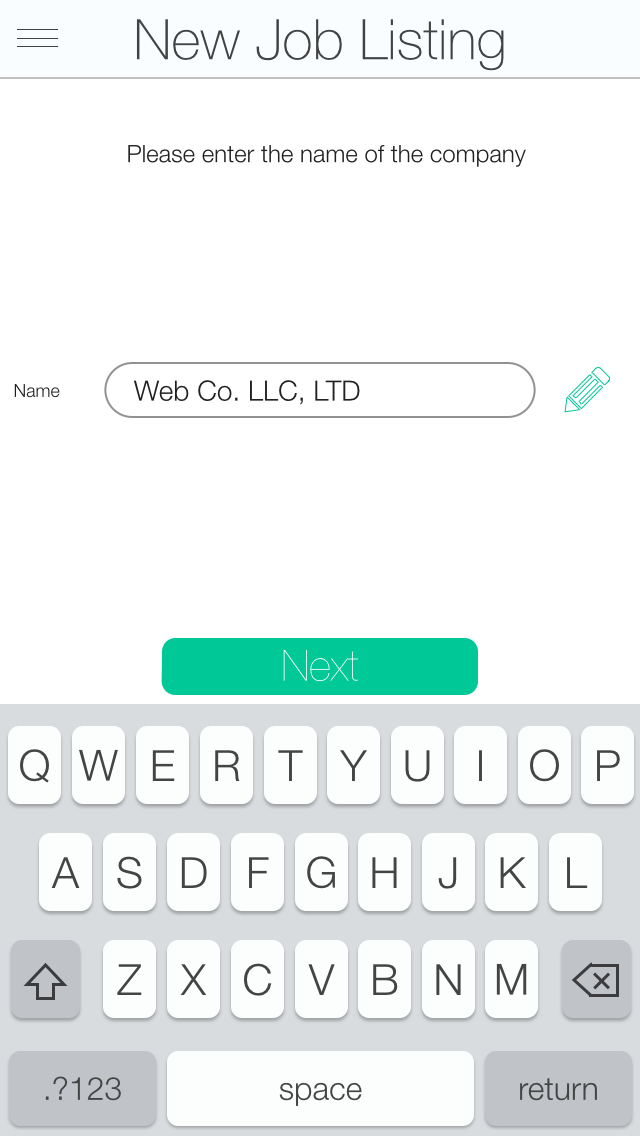 New Job Listing
Please enter the name of the company
Name Web Co. LLC, LTD
Next
Q W E R T Y U I O P
A S D F G H J K L
Z X C V B N M
.?123 space return